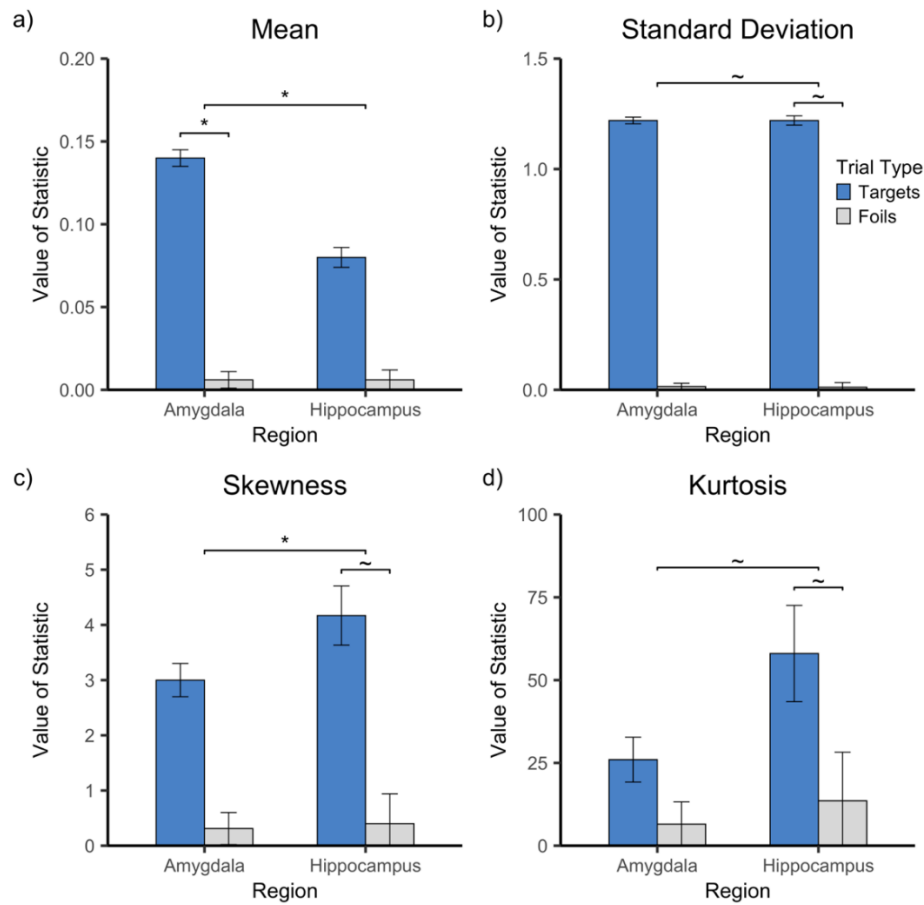 a)
Mean
0.20
0.15
0.10
0.05
0.00
Value of Statistic
*
*
Amygdala
Hippocampus
Region
b)
Standard Deviation
1.5
1.0
0.5
0.0
Value of Statistic
~
~
Trial Type
Targets
Foils
Amygdala
Hippocampus
Region
c)
Skewness
6
5
4
3
2
1
0
Value of Statistic
*
~
Amygdala
Hippocampus
Region
d)
Kurtosis
100
75
50
25
0
Value of Statistic
~
~
Amygdala
Hippocampus
Region